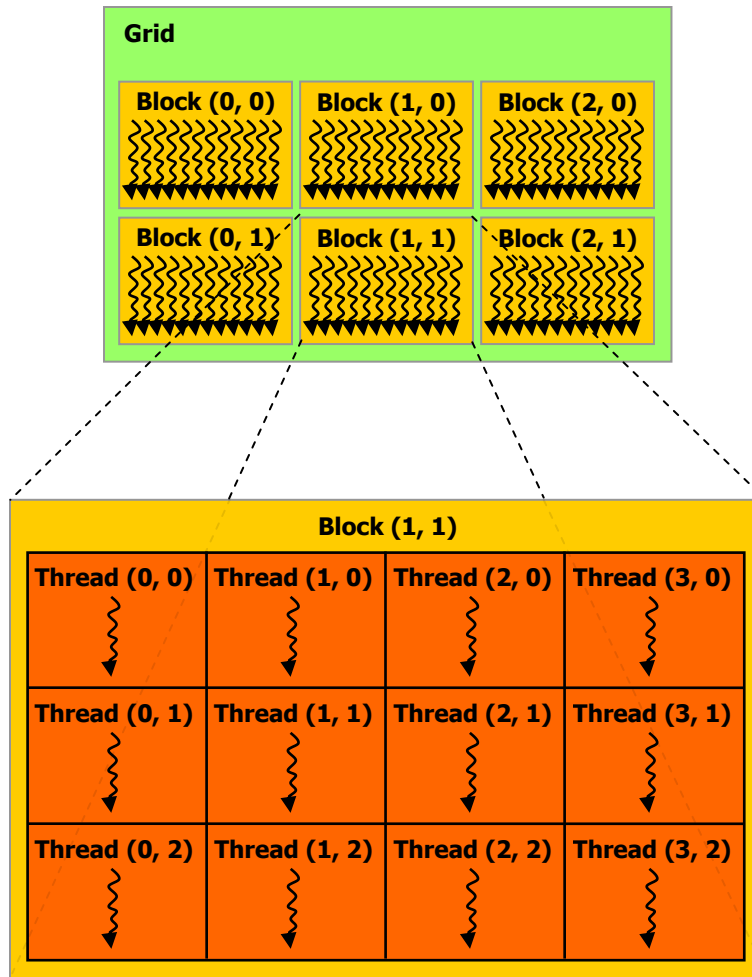 Grid
Block (0, 0) Block (1, 0) Block (2, 0)
Block (0, 1) Block (1, 1) Block (2, 1)
Block (1, 1)
Thread (0, 0) Thread (1, 0) Thread (2, 0) Thread (3, 0)
Thread (0, 1) Thread (1, 1) Thread (2, 1) Thread (3, 1)
Thread (0, 2) Thread (1, 2) Thread (2, 2) Thread (3, 2)